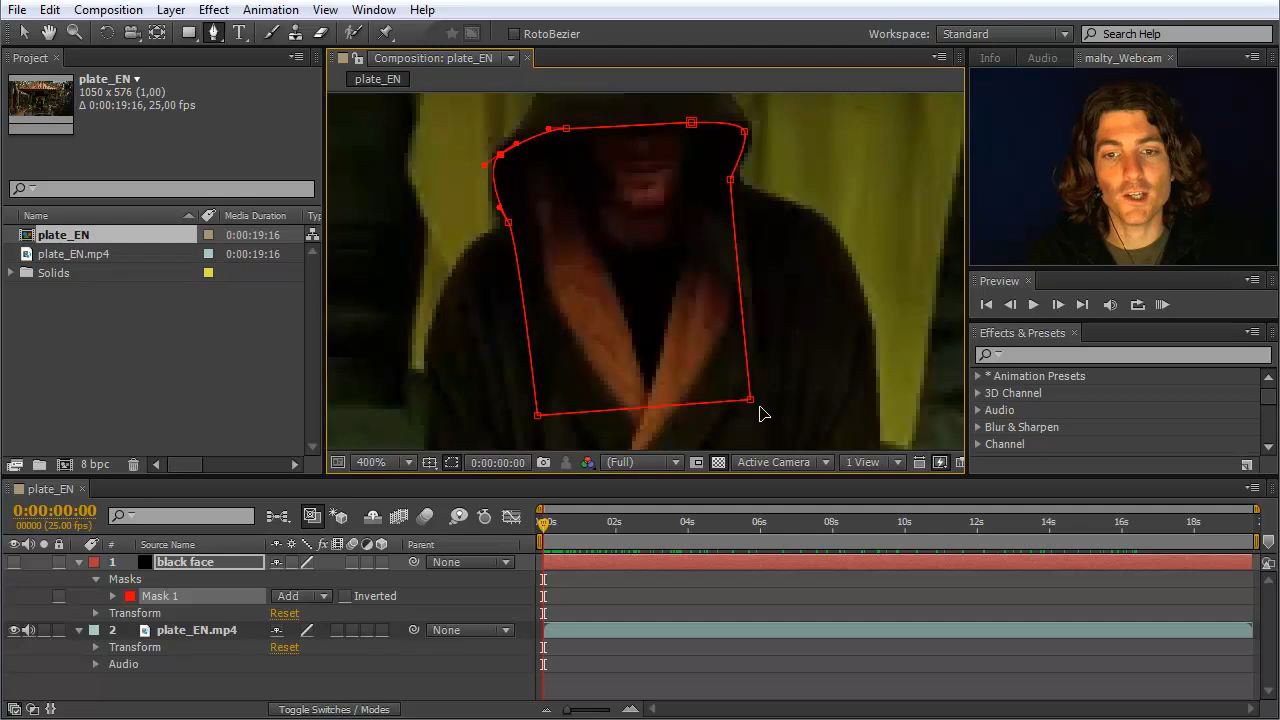 File Edit Composition Layer Effect Animation View Window Help
RotoBezier
Workspace: Standard
Search Help
Project
plate_EN
1050 x 576 (1,00)
Δ 0:00:19:16, 25,00 fps
Name Media Duration Typ
plate_EN 0:00:19:16
plate_EN.mp4 0:00:19:16
Solids
8 bpc
Composition: plate_EN
plate_EN
400% 0:00:00:00 (Full) Active Camera 1 View
Info Audio malty_Webcam
Preview
Effects & Presets
* Animation Presets
3D Channel
Audio
Blur & Sharpen
Channel
plate_EN
0:00:00:00
00000 (25.00 fps)
02s 04s 06s 08s 10s 12s 14s 16s 18s
# Source Name fx Parent
1 black face None
Masks
Mask 1 Add Inverted
Transform Reset
2 plate_EN.mp4 None
Transform Reset
Audio
Toggle Switches / Modes